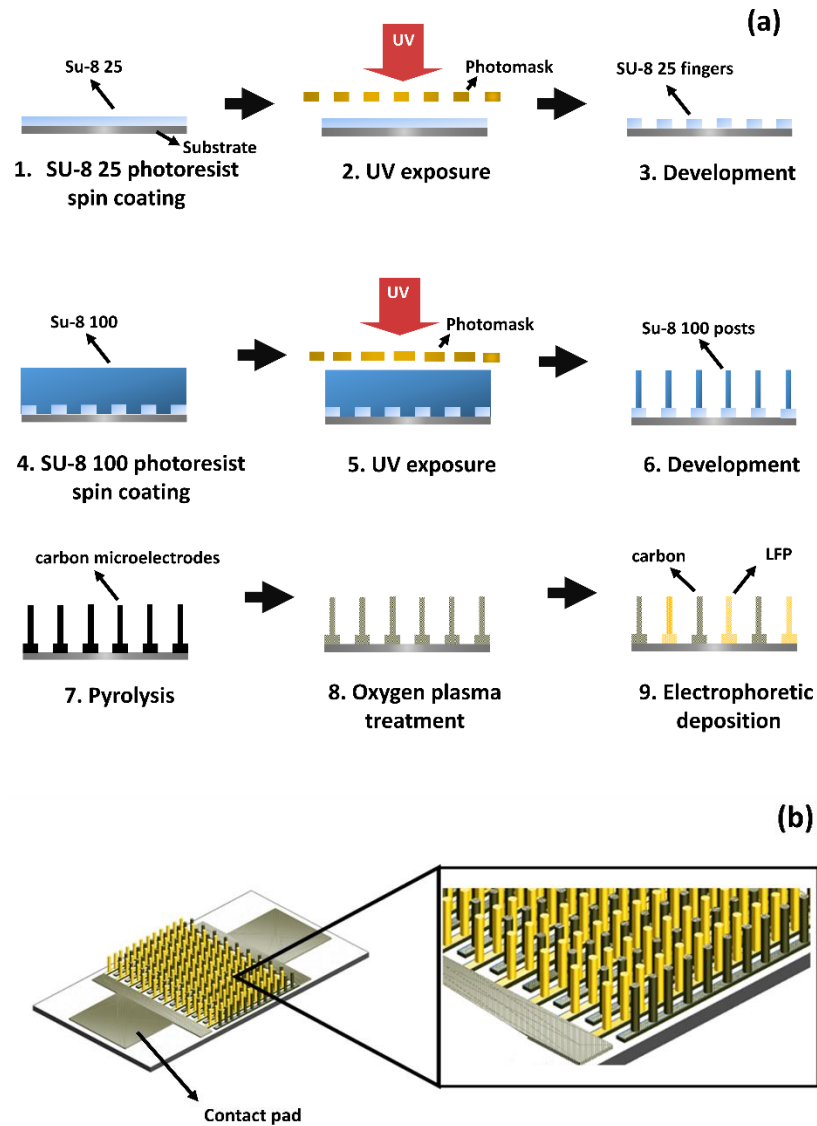 (a)
UV
Su-8 25
Photomask
SU-8 25 fingers
Substrate
1. SU-8 25 photoresist
spin coating
2. UV exposure
3. Development
UV
Su-8 100
Photomask
Su-8 100 posts
4. SU-8 100 photoresist
spin coating
5. UV exposure
6. Development
carbon microelectrodes
carbon
LFP
7. Pyrolysis
8. Oxygen plasma
treatment
9. Electrophoretic
deposition
(b)
Contact pad